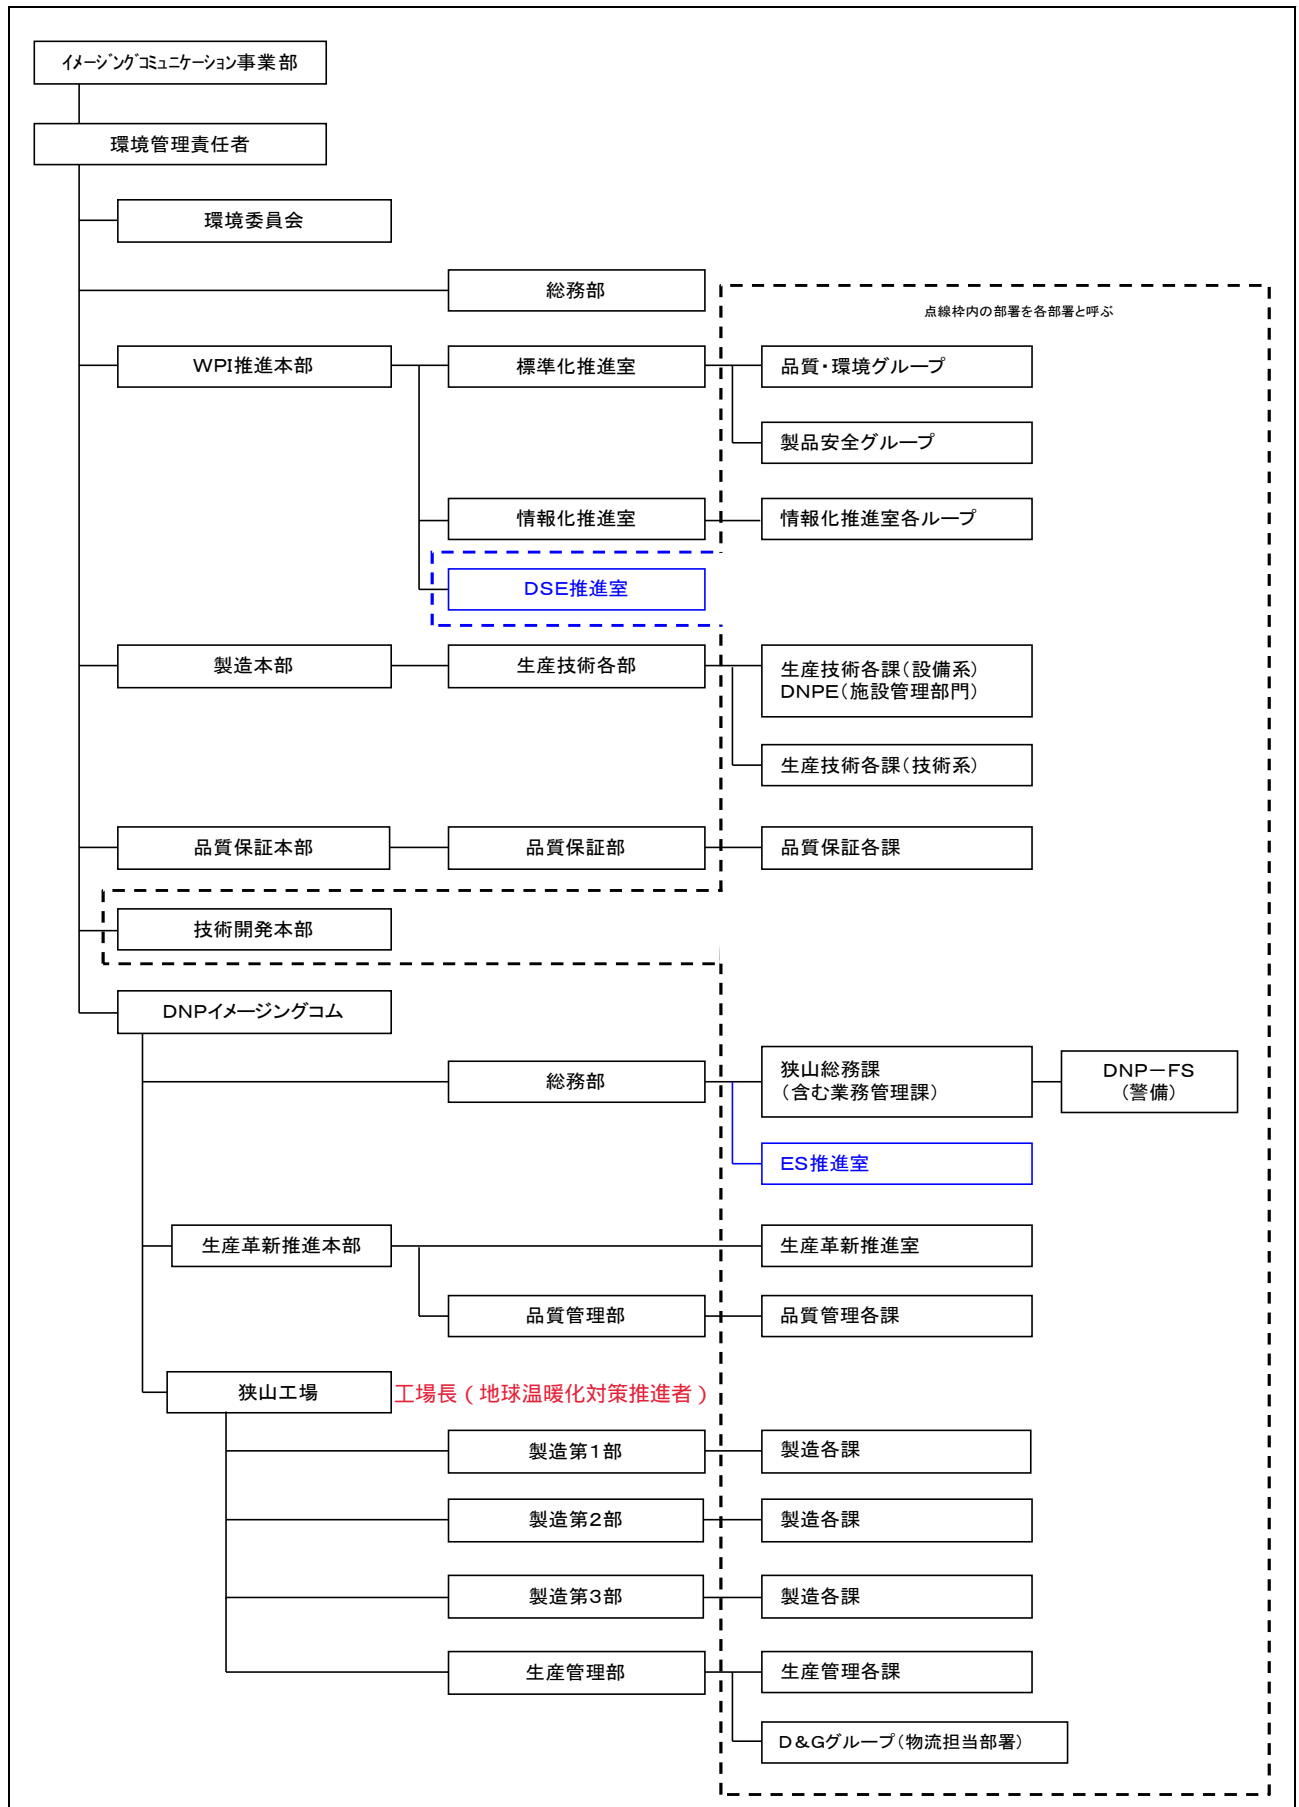 ｲﾒｰｼﾞﾝｸﾞｺﾐｭﾆｹｰｼｮﾝ事業部
環境管理責任者
環境委員会
総務部
点線枠内の部署を各部署と呼ぶ
WPI推進本部
標準化推進室
品質・環境グループ
製品安全グループ
情報化推進室
情報化推進室各ループ
DSE推進室
製造本部
生産技術各部
生産技術各課（設備系）
DNPE（施設管理部門）
生産技術各課（技術系）
品質保証本部
品質保証部
品質保証各課
技術開発本部
DNPイメージングコム
総務部
狭山総務課
（含む業務管理課）
DNP－FS
（警備）
ES推進室
生産革新推進本部
生産革新推進室
品質管理部
品質管理各課
狭山工場
工場長（地球温暖化対策推進者）
製造第１部
製造各課
製造第２部
製造各課
製造第３部
製造各課
生産管理部
生産管理各課
D&Gグループ（物流担当部署）